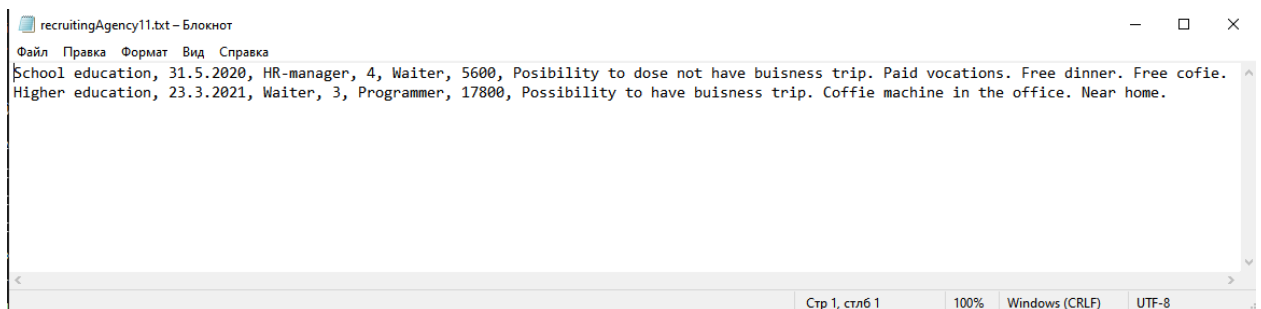 recruitingAgency11.txt – Блокнот
Файл Правка Формат Вид Справка
School education, 31.5.2020, HR-manager, 4, Waiter, 5600, Posibility to dose not have buisness trip. Paid vocations. Free dinner. Free cofie.
Higher education, 23.3.2021, Waiter, 3, Programmer, 17800, Possibility to have buisness trip. Coffie machine in the office. Near home.
Стр 1, стлб 1 100% Windows (CRLF) UTF-8